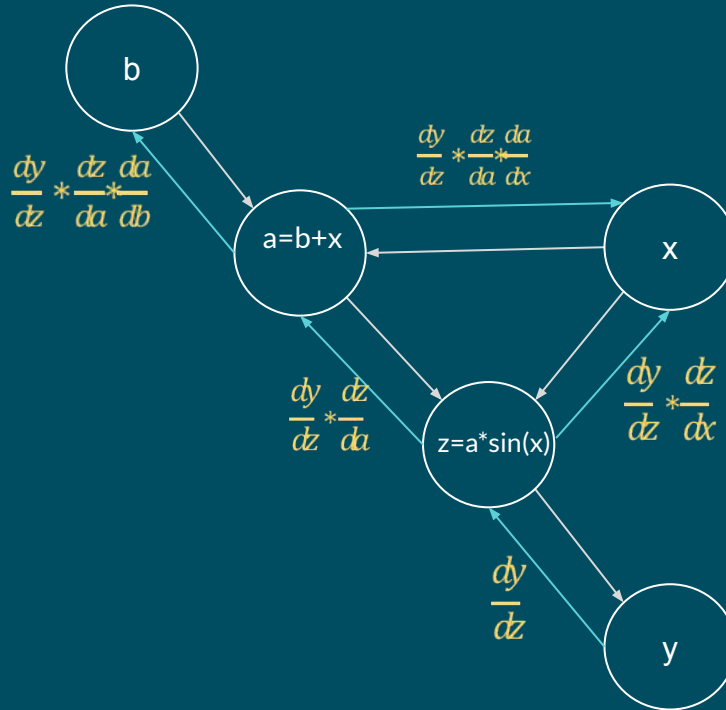 b
dy/dz * dz/da * da/dx
dy/dz * dz/da * da/db
a=b+x
x
dy/dz * dz/da
dy/dz * dz/dx
z=a*sin(x)
dy/dz
y